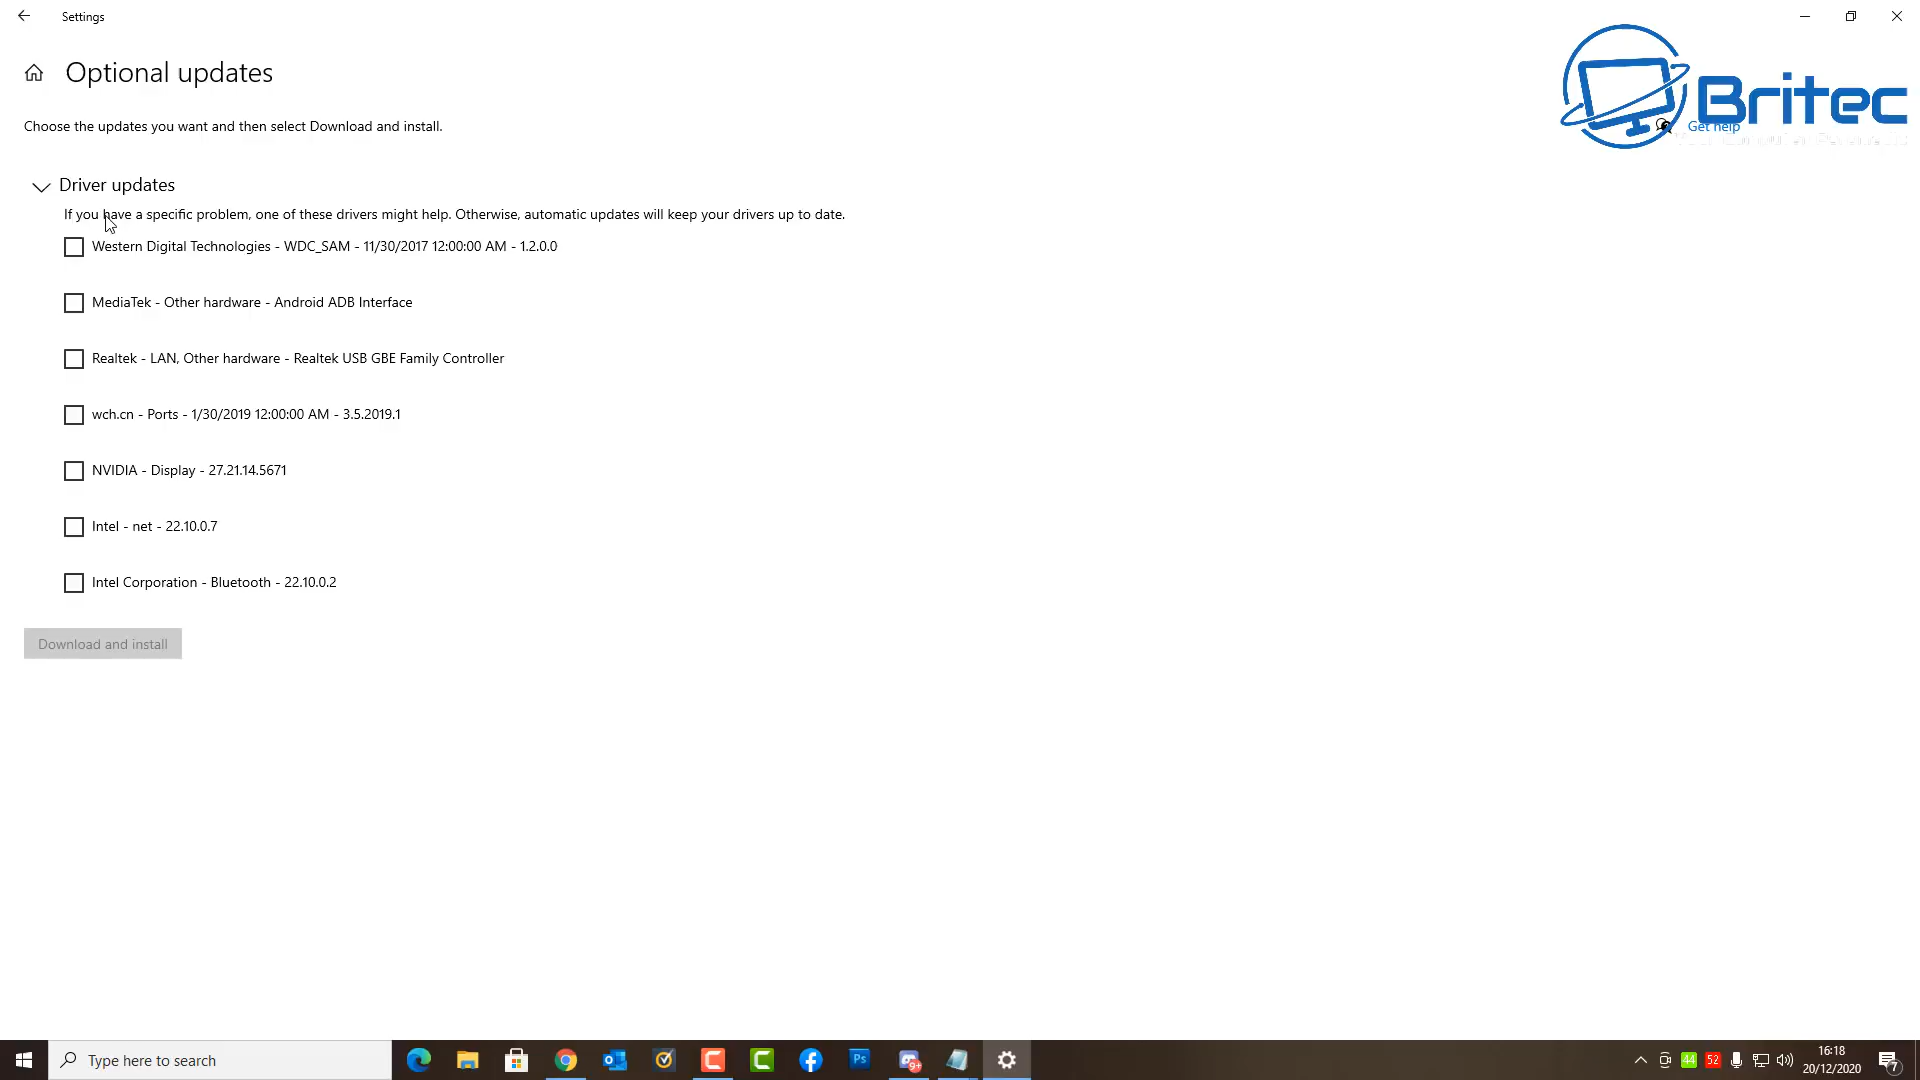 Settings
Optional updates
Britec
Choose the updates you want and then select Download and install.
Get help
Driver updates
If you have a specific problem, one of these drivers might help. Otherwise, automatic updates will keep your drivers up to date.
Western Digital Technologies - WDC_SAM - 11/30/2017 12:00:00 AM - 1.2.0.0
MediaTek - Other hardware - Android ADB Interface
Realtek - LAN, Other hardware - Realtek USB GBE Family Controller
wch.cn - Ports - 1/30/2019 12:00:00 AM - 3.5.2019.1
NVIDIA - Display - 27.21.14.5671
Intel - net - 22.10.0.7
Intel Corporation - Bluetooth - 22.10.0.2
Download and install
Type here to search
Ps
9+
44
52
16:18
20/12/2020
7